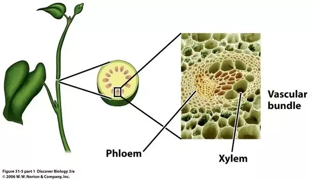 Vascular
bundle
Phloem
Xylem
Figure 31-5 part 1 Discover Biology 3/e
© 2006 W. W. Norton & Company, Inc.